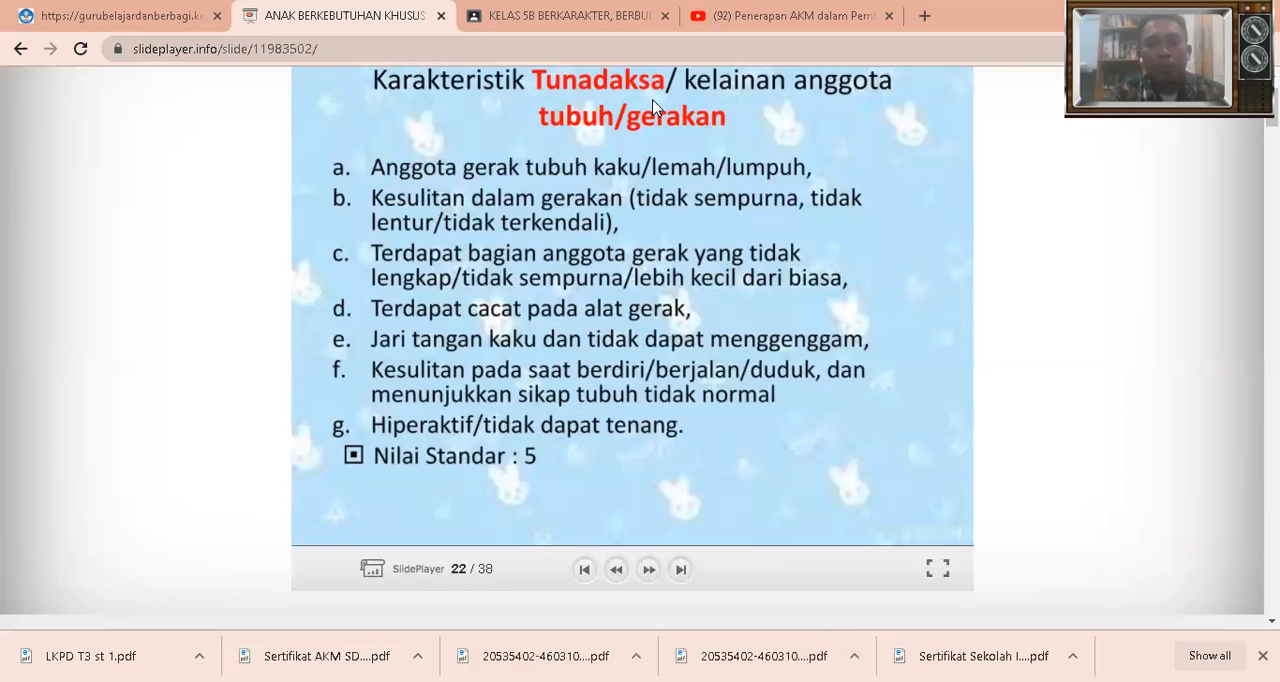 https://gurubelajardanberbagi.ke
ANAK BERKEBUTUHAN KHUSUS
KELAS 5B BERKARAKTER, BERBUD
(92) Penerapan AKM dalam Pemb
slideplayer.info/slide/11983502/
Karakteristik Tunadaksa/ kelainan anggota
tubuh/gerakan
a. Anggota gerak tubuh kaku/lemah/lumpuh,
b. Kesulitan dalam gerakan (tidak sempurna, tidak
lentur/tidak terkendali),
c. Terdapat bagian anggota gerak yang tidak
lengkap/tidak sempurna/lebih kecil dari biasa,
d. Terdapat cacat pada alat gerak,
e. Jari tangan kaku dan tidak dapat menggenggam,
f. Kesulitan pada saat berdiri/berjalan/duduk, dan
menunjukkan sikap tubuh tidak normal
g. Hiperaktif/tidak dapat tenang.
Nilai Standar : 5
SlidePlayer 22 / 38
LKPD T3 st 1.pdf
Sertifikat AKM SD....pdf
20535402-460310....pdf
20535402-460310....pdf
Sertifikat Sekolah I....pdf
Show all